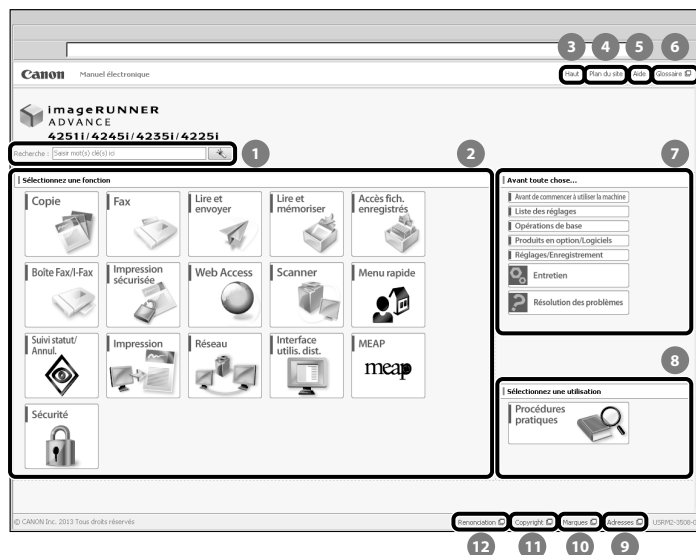 3 4 5 6
Canon Manuel électronique
Haut Plan du site Aide Glossaire
imageRUNNER
ADVANCE
4251i/4245i/4235i/4225i
Recherche : Saisir mot(s) clé(s) ici
1 2 7
Sélectionnez une fonction
Copie
Fax
Lire et
envoyer
Lire et
mémoriser
Accès fich.
enregistrés
Boîte Fax/I-Fax
Impression
sécurisée
Web Access
Scanner
Menu rapide
Suivi statut/
Annul.
Impression
Réseau
Interface
utilis. dist.
MEAP
meap
Sécurité
Avant toute chose...
Avant de commencer à utiliser la machine
Liste des réglages
Opérations de base
Produits en option/Logiciels
Réglages/Enregistrement
Entretien
Résolution des problèmes
8
Sélectionnez une utilisation
Procédures
pratiques
© CANON Inc. 2013 Tous droits réservés
Renonciation Copyright Marques Adresses USRM2-3508-0
12 11 10 9